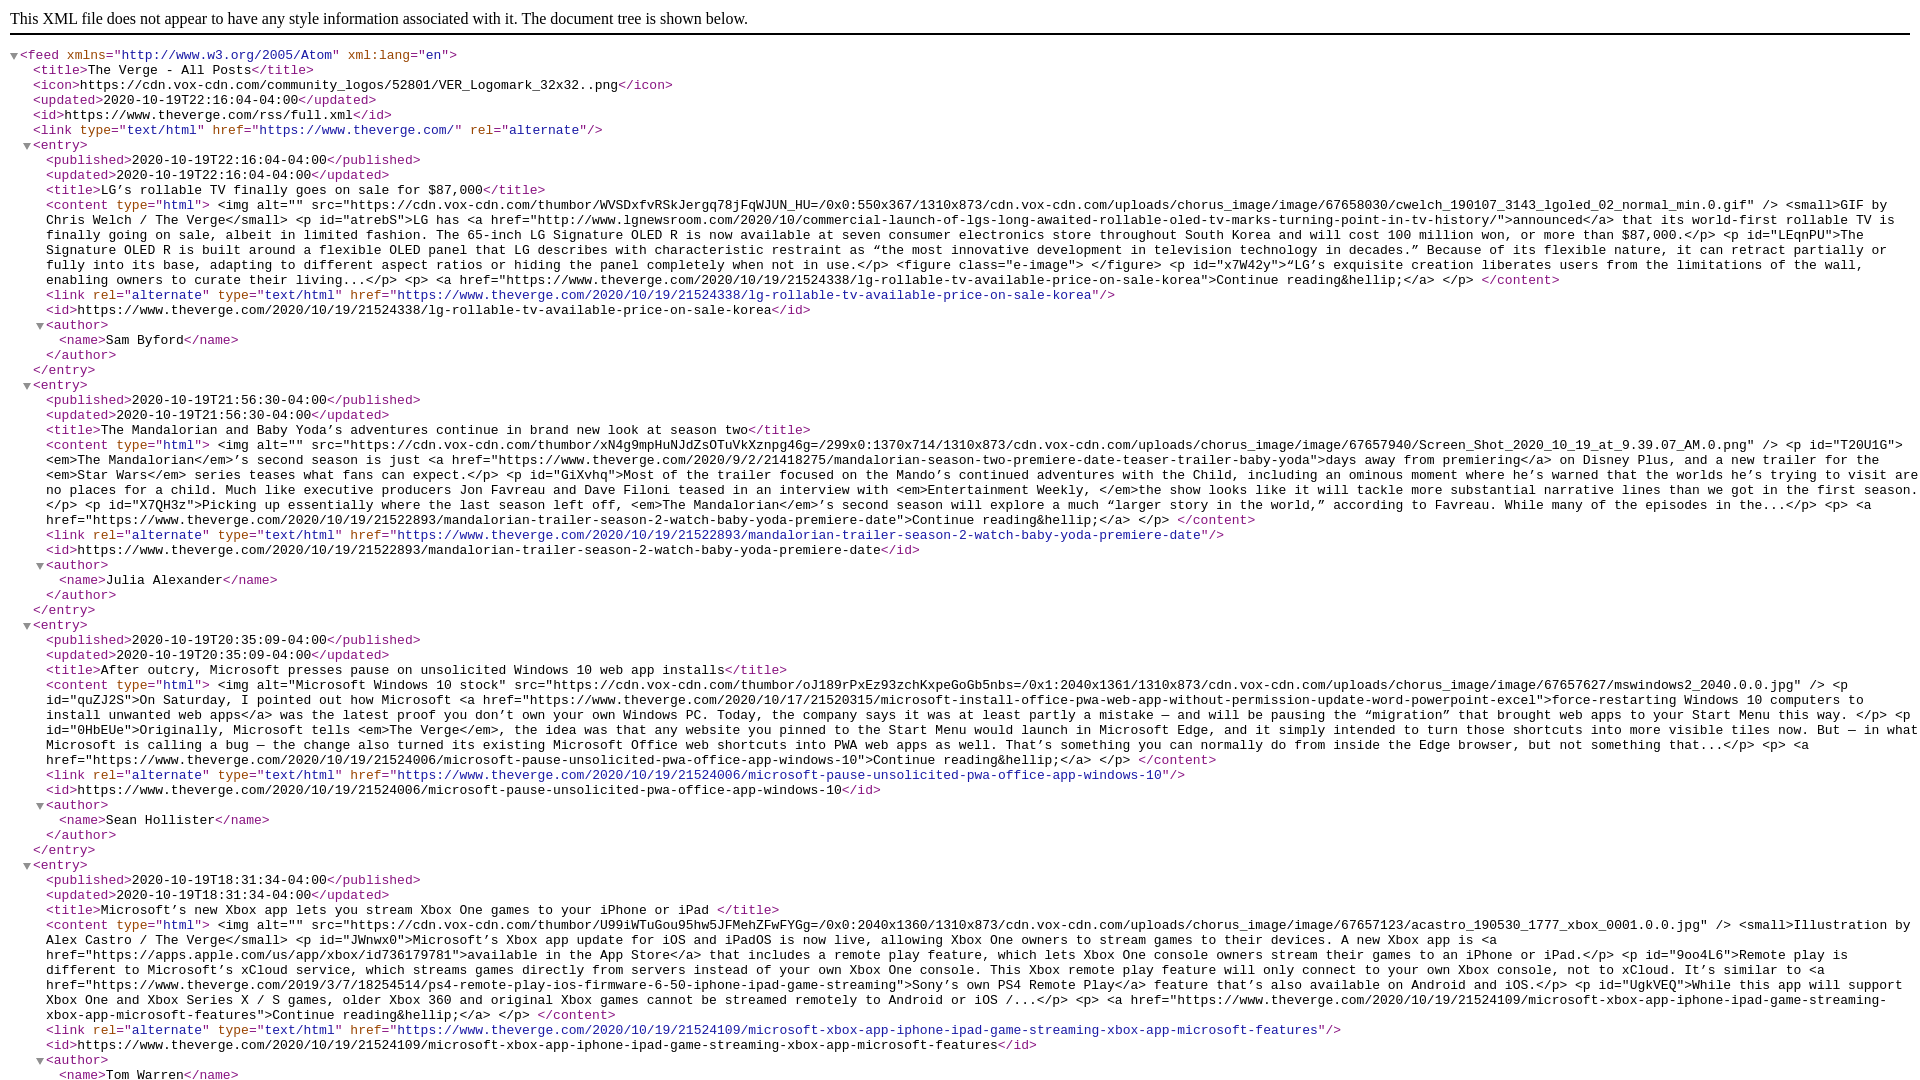 This XML file does not appear to have any style information associated with it. The document tree is shown below.
<feed xmlns="http://www.w3.org/2005/Atom" xml:lang="en">
<title>The Verge - All Posts</title>
<icon>https://cdn.vox-cdn.com/community_logos/52801/VER_Logomark_32x32..png</icon>
<updated>2020-10-19T22:16:04-04:00</updated>
<id>https://www.theverge.com/rss/full.xml</id>
<link type="text/html" href="https://www.theverge.com/" rel="alternate"/>
<entry>
<published>2020-10-19T22:16:04-04:00</published>
<updated>2020-10-19T22:16:04-04:00</updated>
<title>LG’s rollable TV finally goes on sale for $87,000</title>
<content type="html"> <img alt="" src="https://cdn.vox-cdn.com/thumbor/WVSDxfvRSkJergq78jFqWJUN_HU=/0x0:550x367/1310x873/cdn.vox-cdn.com/uploads/chorus_image/image/67658030/cwelch_190107_3143_lgoled_02_normal_min.0.gif" /> <small>GIF by
Chris Welch / The Verge</small> <p id="atrebS">LG has <a href="http://www.lgnewsroom.com/2020/10/commercial-launch-of-lgs-long-awaited-rollable-oled-tv-marks-turning-point-in-tv-history/">announced</a> that its world-first rollable TV is
finally going on sale, albeit in limited fashion. The 65-inch LG Signature OLED R is now available at seven consumer electronics store throughout South Korea and will cost 100 million won, or more than $87,000.</p> <p id="LEqnPU">The
Signature OLED R is built around a flexible OLED panel that LG describes with characteristic restraint as “the most innovative development in television technology in decades.” Because of its flexible nature, it can retract partially or
fully into its base, adapting to different aspect ratios or hiding the panel completely when not in use.</p> <figure class="e-image"> </figure> <p id="x7W42y">“LG’s exquisite creation liberates users from the limitations of the wall,
enabling owners to curate their living...</p> <p> <a href="https://www.theverge.com/2020/10/19/21524338/lg-rollable-tv-available-price-on-sale-korea">Continue reading&hellip;</a> </p> </content>
<link rel="alternate" type="text/html" href="https://www.theverge.com/2020/10/19/21524338/lg-rollable-tv-available-price-on-sale-korea"/>
<id>https://www.theverge.com/2020/10/19/21524338/lg-rollable-tv-available-price-on-sale-korea</id>
<author>
<name>Sam Byford</name>
</author>
</entry>
<entry>
<published>2020-10-19T21:56:30-04:00</published>
<updated>2020-10-19T21:56:30-04:00</updated>
<title>The Mandalorian and Baby Yoda’s adventures continue in brand new look at season two</title>
<content type="html"> <img alt="" src="https://cdn.vox-cdn.com/thumbor/xN4g9mpHuNJdZsOTuVkXznpg46g=/299x0:1370x714/1310x873/cdn.vox-cdn.com/uploads/chorus_image/image/67657940/Screen_Shot_2020_10_19_at_9.39.07_AM.0.png" /> <p id="T20U1G">
<em>The Mandalorian</em>’s second season is just <a href="https://www.theverge.com/2020/9/2/21418275/mandalorian-season-two-premiere-date-teaser-trailer-baby-yoda">days away from premiering</a> on Disney Plus, and a new trailer for the
<em>Star Wars</em> series teases what fans can expect.</p> <p id="GiXvhq">Most of the trailer focused on the Mando’s continued adventures with the Child, including an ominous moment where he’s warned that the worlds he’s trying to visit are
no places for a child. Much like executive producers Jon Favreau and Dave Filoni teased in an interview with <em>Entertainment Weekly, </em>the show looks like it will tackle more substantial narrative lines than we got in the first season.
</p> <p id="X7QH3z">Picking up essentially where the last season left off, <em>The Mandalorian</em>’s second season will explore a much “larger story in the world,” according to Favreau. While many of the episodes in the...</p> <p> <a
href="https://www.theverge.com/2020/10/19/21522893/mandalorian-trailer-season-2-watch-baby-yoda-premiere-date">Continue reading&hellip;</a> </p> </content>
<link rel="alternate" type="text/html" href="https://www.theverge.com/2020/10/19/21522893/mandalorian-trailer-season-2-watch-baby-yoda-premiere-date"/>
<id>https://www.theverge.com/2020/10/19/21522893/mandalorian-trailer-season-2-watch-baby-yoda-premiere-date</id>
<author>
<name>Julia Alexander</name>
</author>
</entry>
<entry>
<published>2020-10-19T20:35:09-04:00</published>
<updated>2020-10-19T20:35:09-04:00</updated>
<title>After outcry, Microsoft presses pause on unsolicited Windows 10 web app installs</title>
<content type="html"> <img alt="Microsoft Windows 10 stock" src="https://cdn.vox-cdn.com/thumbor/oJ189rPxEz93zchKxpeGoGb5nbs=/0x1:2040x1361/1310x873/cdn.vox-cdn.com/uploads/chorus_image/image/67657627/mswindows2_2040.0.0.jpg" /> <p
id="quZJ2S">On Saturday, I pointed out how Microsoft <a href="https://www.theverge.com/2020/10/17/21520315/microsoft-install-office-pwa-web-app-without-permission-update-word-powerpoint-excel">force-restarting Windows 10 computers to
install unwanted web apps</a> was the latest proof you don’t own your own Windows PC. Today, the company says it was at least partly a mistake — and will be pausing the “migration” that brought web apps to your Start Menu this way. </p> <p
id="0HbEUe">Originally, Microsoft tells <em>The Verge</em>, the idea was that any website you pinned to the Start Menu would launch in Microsoft Edge, and it simply intended to turn those shortcuts into more visible tiles now. But — in what
Microsoft is calling a bug — the change also turned its existing Microsoft Office web shortcuts into PWA web apps as well. That’s something you can normally do from inside the Edge browser, but not something that...</p> <p> <a
href="https://www.theverge.com/2020/10/19/21524006/microsoft-pause-unsolicited-pwa-office-app-windows-10">Continue reading&hellip;</a> </p> </content>
<link rel="alternate" type="text/html" href="https://www.theverge.com/2020/10/19/21524006/microsoft-pause-unsolicited-pwa-office-app-windows-10"/>
<id>https://www.theverge.com/2020/10/19/21524006/microsoft-pause-unsolicited-pwa-office-app-windows-10</id>
<author>
<name>Sean Hollister</name>
</author>
</entry>
<entry>
<published>2020-10-19T18:31:34-04:00</published>
<updated>2020-10-19T18:31:34-04:00</updated>
<title>Microsoft’s new Xbox app lets you stream Xbox One games to your iPhone or iPad </title>
<content type="html"> <img alt="" src="https://cdn.vox-cdn.com/thumbor/U99iWTuGou95hw5JFMehZFwFYGg=/0x0:2040x1360/1310x873/cdn.vox-cdn.com/uploads/chorus_image/image/67657123/acastro_190530_1777_xbox_0001.0.0.jpg" /> <small>Illustration by
Alex Castro / The Verge</small> <p id="JWnwx0">Microsoft’s Xbox app update for iOS and iPadOS is now live, allowing Xbox One owners to stream games to their devices. A new Xbox app is <a
href="https://apps.apple.com/us/app/xbox/id736179781">available in the App Store</a> that includes a remote play feature, which lets Xbox One console owners stream their games to an iPhone or iPad.</p> <p id="9oo4L6">Remote play is
different to Microsoft’s xCloud service, which streams games directly from servers instead of your own Xbox One console. This Xbox remote play feature will only connect to your own Xbox console, not to xCloud. It’s similar to <a
href="https://www.theverge.com/2019/3/7/18254514/ps4-remote-play-ios-firmware-6-50-iphone-ipad-game-streaming">Sony’s own PS4 Remote Play</a> feature that’s also available on Android and iOS.</p> <p id="UgkVEQ">While this app will support
Xbox One and Xbox Series X / S games, older Xbox 360 and original Xbox games cannot be streamed remotely to Android or iOS /...</p> <p> <a href="https://www.theverge.com/2020/10/19/21524109/microsoft-xbox-app-iphone-ipad-game-streaming-
xbox-app-microsoft-features">Continue reading&hellip;</a> </p> </content>
<link rel="alternate" type="text/html" href="https://www.theverge.com/2020/10/19/21524109/microsoft-xbox-app-iphone-ipad-game-streaming-xbox-app-microsoft-features"/>
<id>https://www.theverge.com/2020/10/19/21524109/microsoft-xbox-app-iphone-ipad-game-streaming-xbox-app-microsoft-features</id>
<author>
<name>Tom Warren</name>